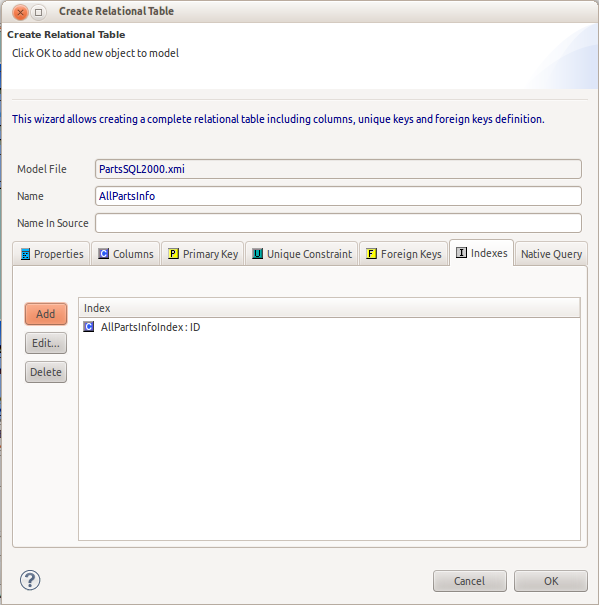 Create Relational Table
Create Relational Table
Click OK to add new object to model
This wizard allows creating a complete relational table including columns, unique keys and foreign keys definition.
Model File PartsSQL2000.xmi
Name AllPartsInfo
Name In Source
Properties C Columns P Primary Key U Unique Constraint F Foreign Keys I Indexes Native Query
Index
Add
C AllPartsInfoIndex : ID
Edit...
Delete
? Cancel OK